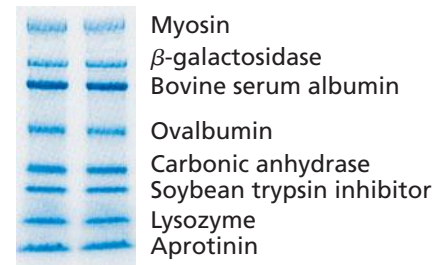 Myosin
β-galactosidase
Bovine serum albumin
Ovalbumin
Carbonic anhydrase
Soybean trypsin inhibitor
Lysozyme
Aprotinin